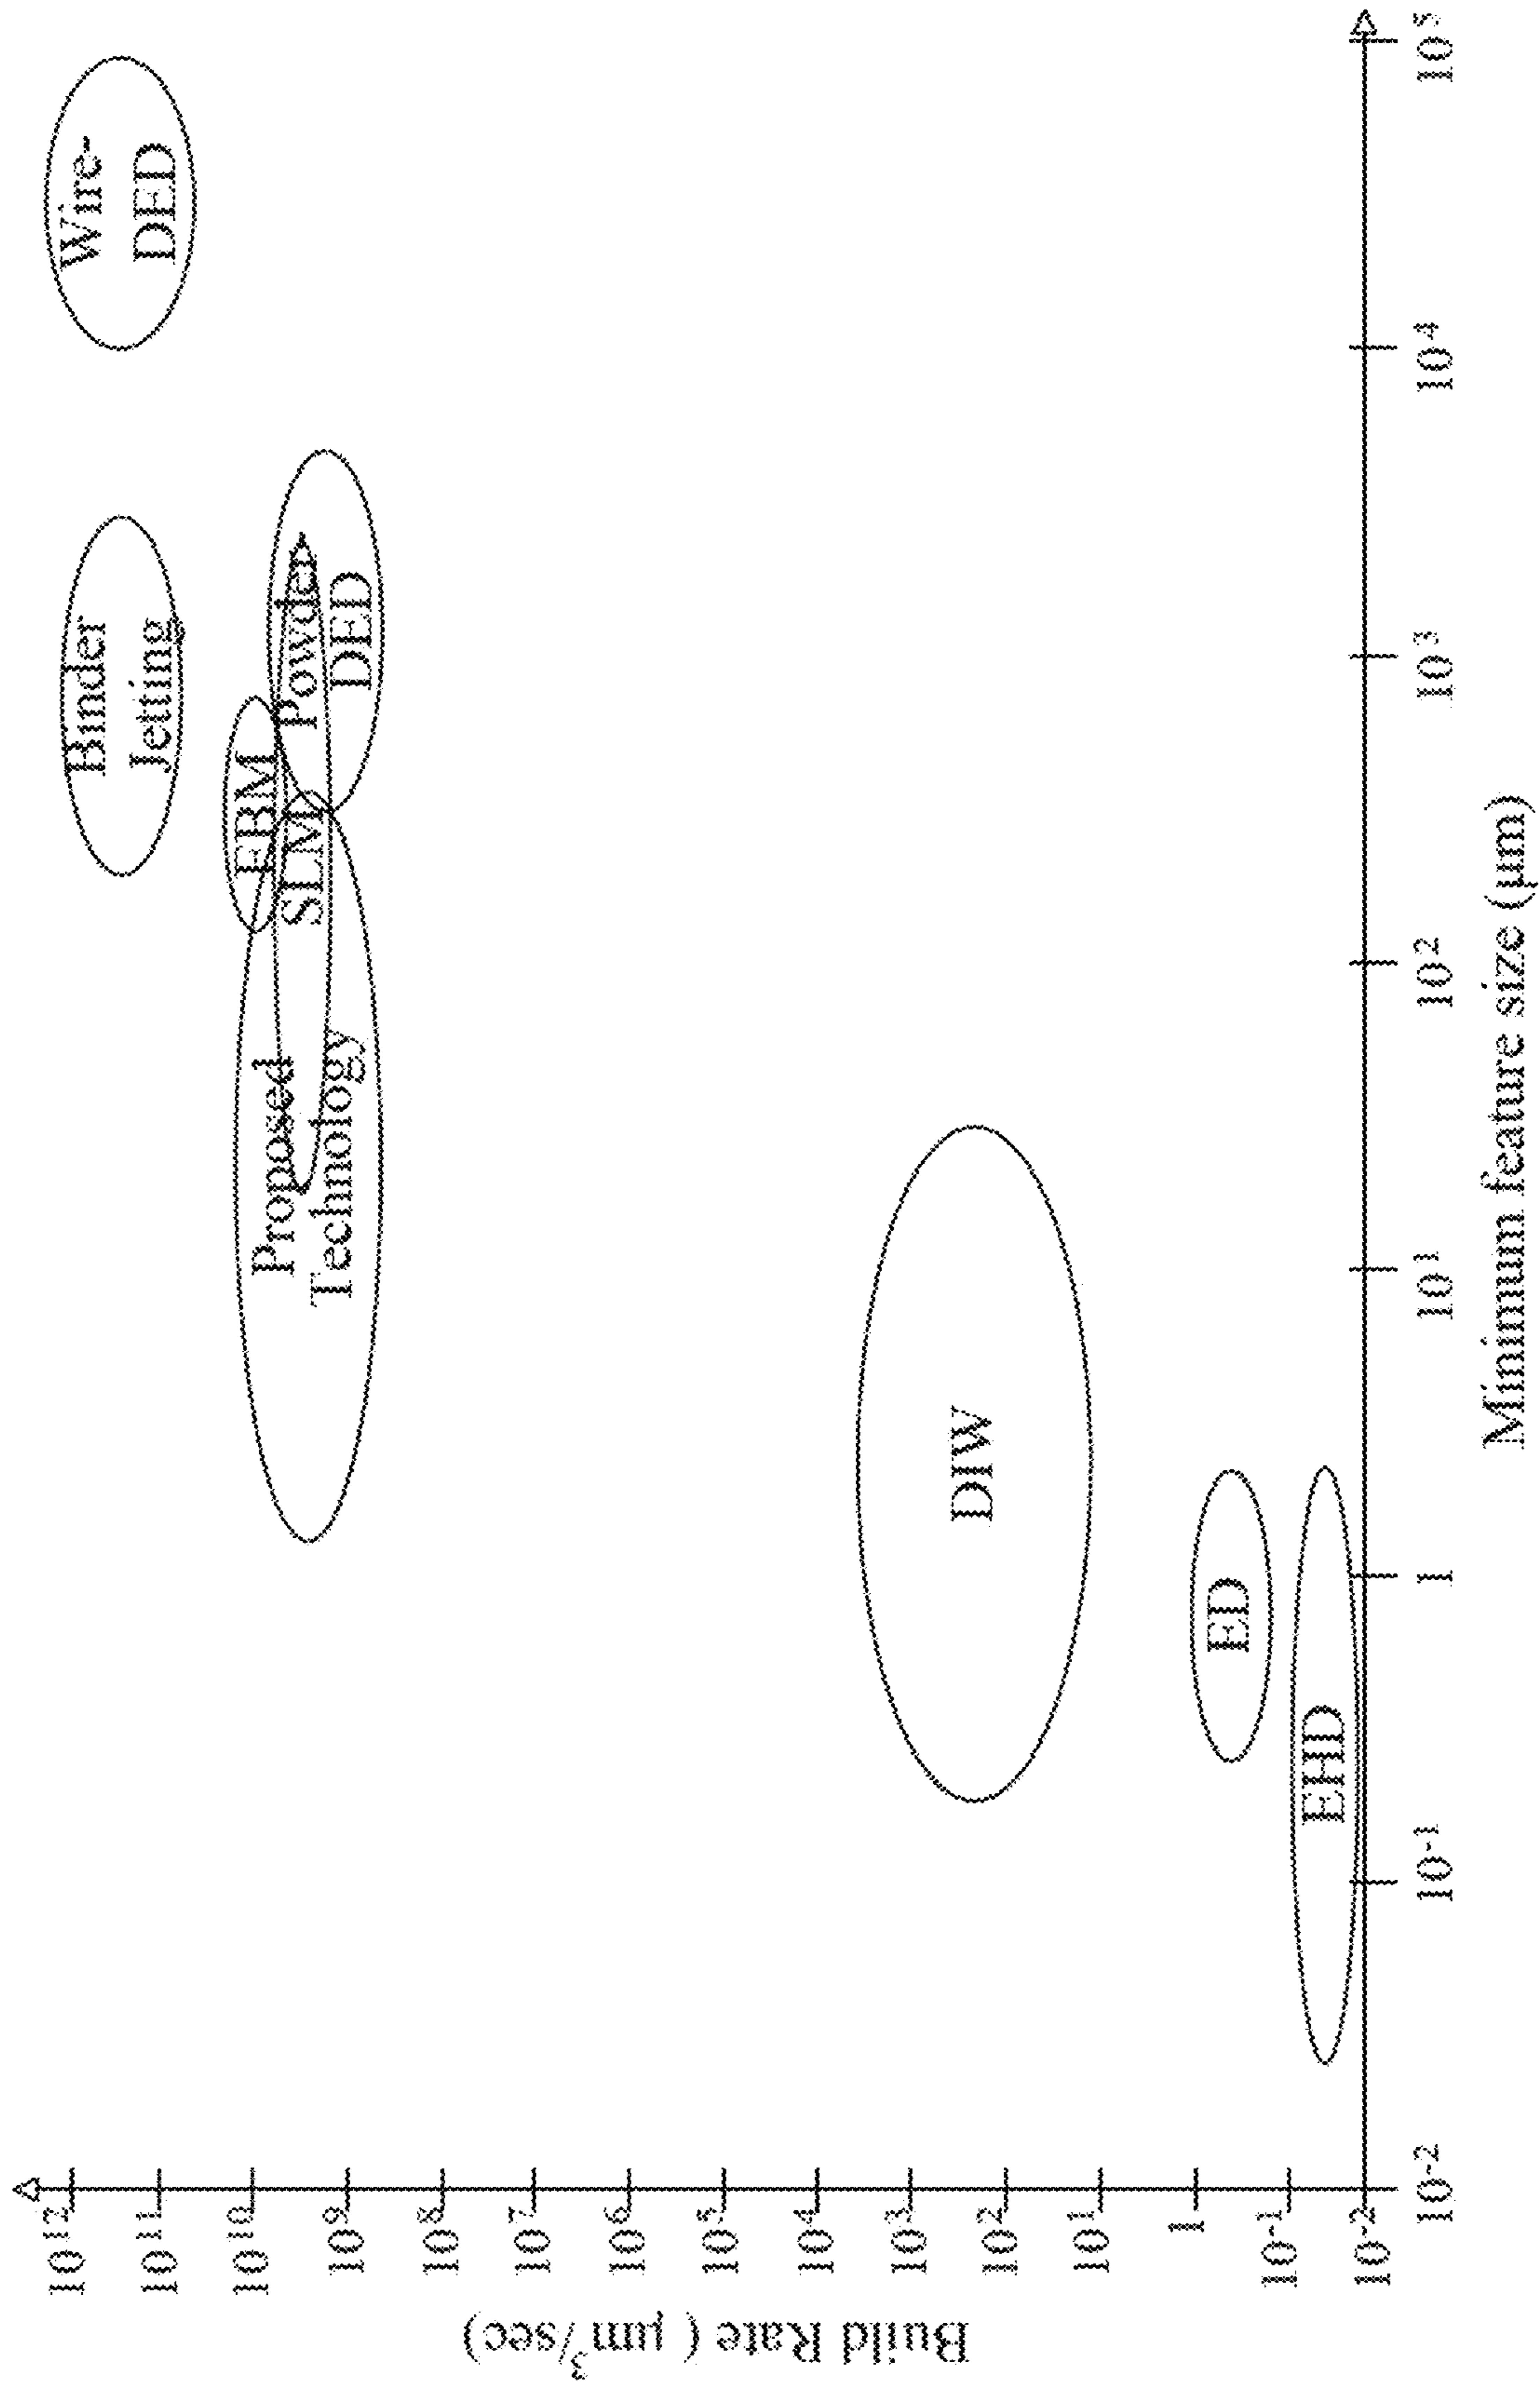 Build Rate ( µm³/sec)
10¹²
10¹¹
10¹⁰
10⁹
10⁸
10⁷
10⁶
10⁵
10⁴
10³
10²
10¹
1
10⁻¹
10⁻²
Binder
Jetting
Wire-
DED
EBM
SLM
Powder
DED
Proposed
Technology
DIW
ED
EHD
10⁻²
10⁻¹
1
10¹
10²
10³
10⁴
10⁵
Minimum feature size (µm)